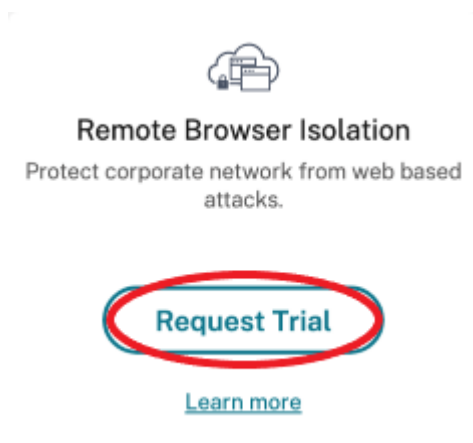 Remote Browser Isolation
Protect corporate network from web based
attacks.
Request Trial
Learn more